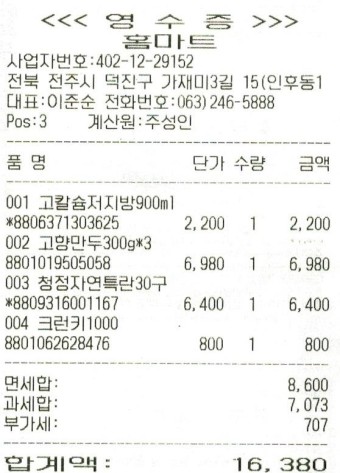 <<< 영 수 증 >>>
홈마트
사업자번호:402-12-29152
전북 전주시 덕진구 가재미3길 15(인후동1
대표:이준순 전화번호:063)246-5888
Pos:3 계산원:주성인
품 명 단가 수량 금액
001 고칼슘저지방900ml
*8806371303625 2,200 1 2,200
002 고향만두300g*3
8801019505058 6,980 1 6,980
003 청정자연특란30구
*8809316001167 6,400 1 6,400
004 크런키1000
8801062628476 800 1 800
면세합: 8,600
과세합: 7,073
부가세: 707
합계액: 16,380